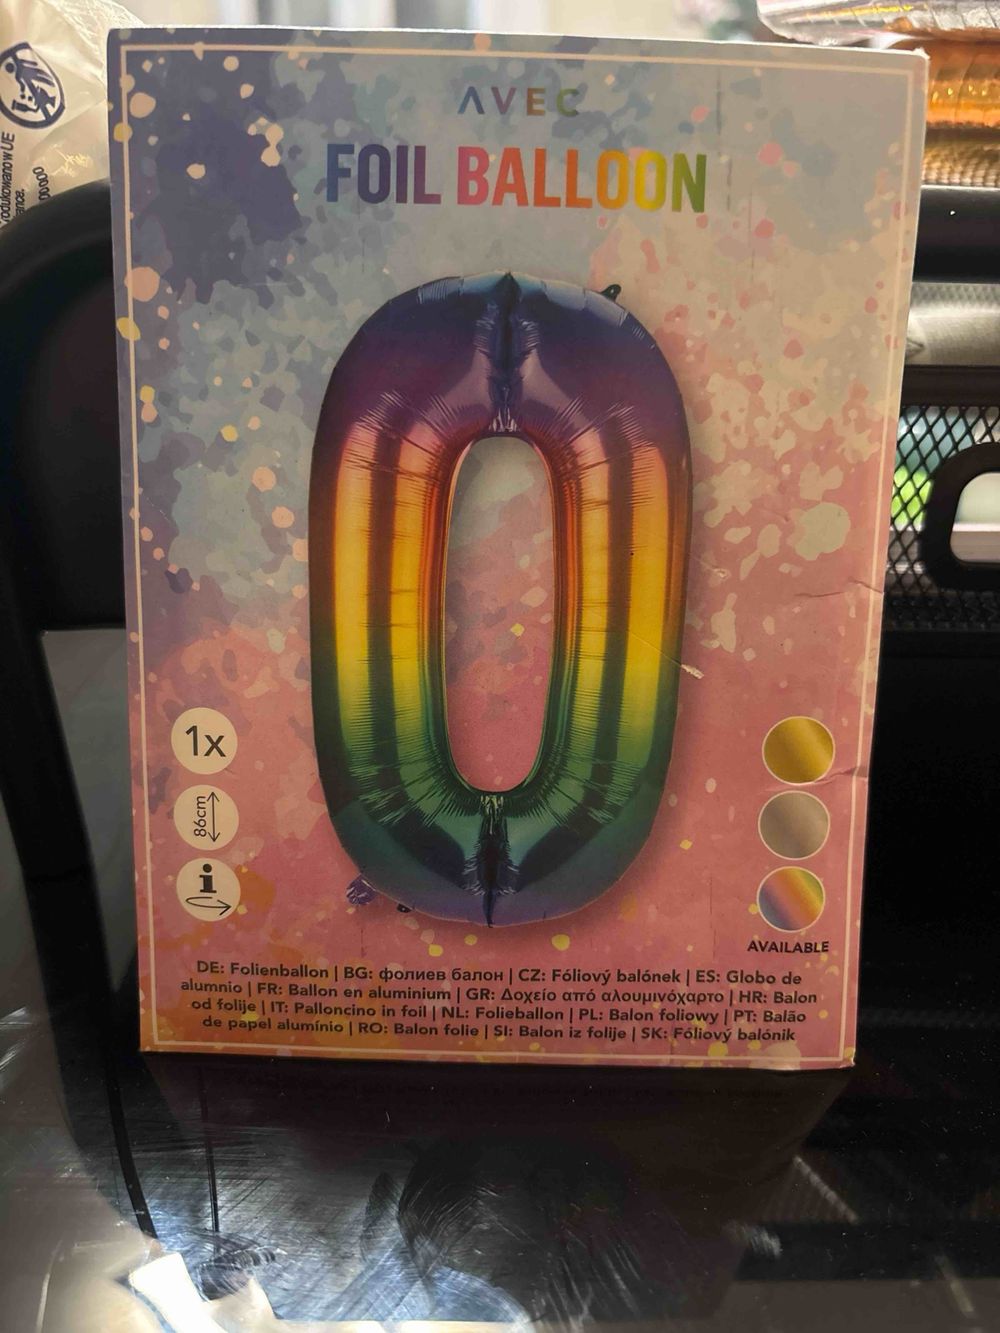 AVEC
FOIL BALLOON
1x
86cm
i
AVAILABLE
DE: Folienballon | BG: фолиев балон | CZ: Fóliový balónek | ES: Globo de
alumnio | FR: Ballon en aluminium | GR: Δοχείο από αλουμινόχαρτο | HR: Balon
od folije | IT: Palloncino in foil | NL: Folieballon | PL: Balon foliowy | PT: Balão
de papel alumínio | RO: Balon folie | SI: Balon iz folije | SK: Fóliový balónik